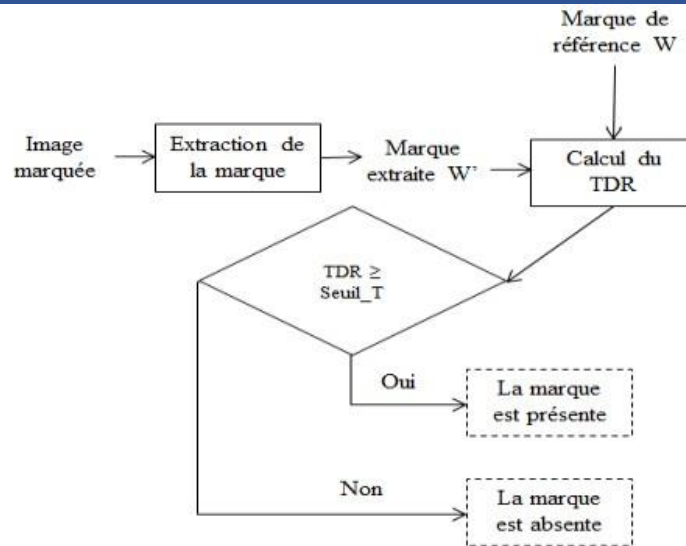 Marque de
référence W
Image
marquée
Extraction de
la marque
Marque
extraite W'
Calcul du
TDR
TDR ≥
Seuil_T
Oui
La marque
est présente
Non
La marque
est absente